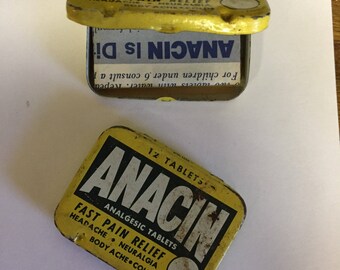 ANACIN Is Di
For children under 6 consult a p
12 TABLETS
ANACIN
ANALGESIC TABLETS
FAST PAIN RELIEF
HEADACHE • NEURALGIA
BODY ACHE • CO